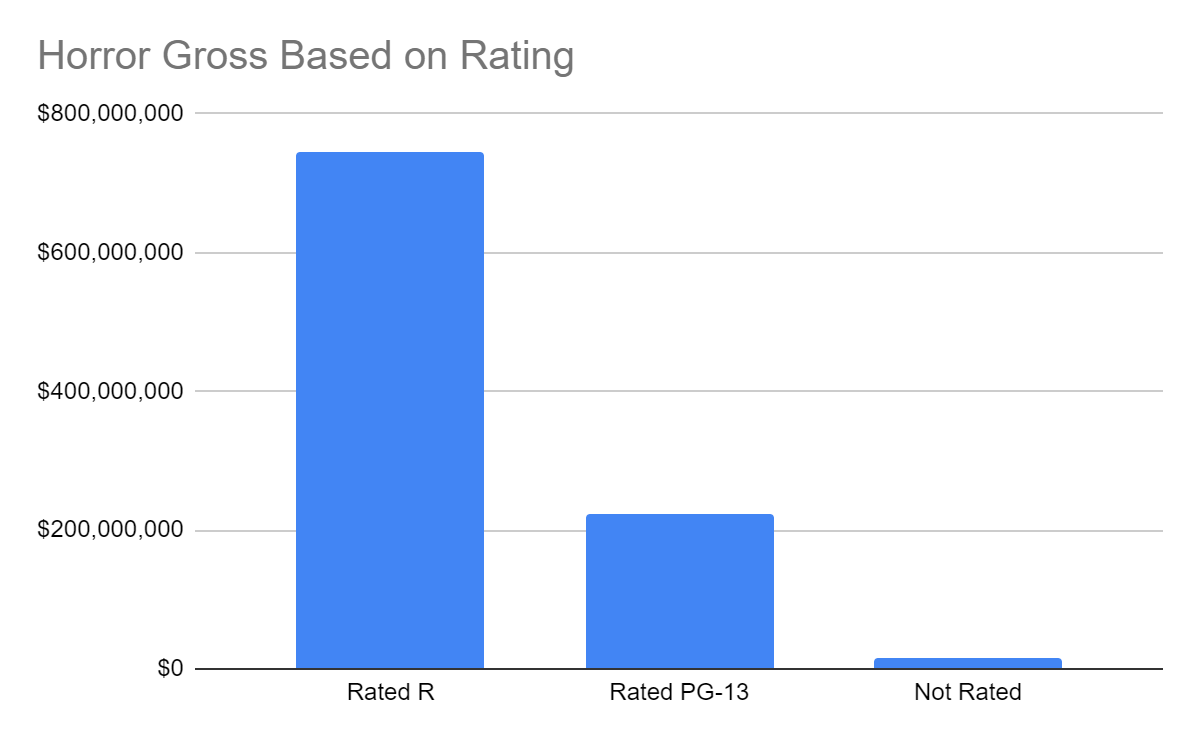 Horror Gross Based on Rating
$800,000,000
$600,000,000
$400,000,000
$200,000,000
$0
Rated R
Rated PG-13
Not Rated